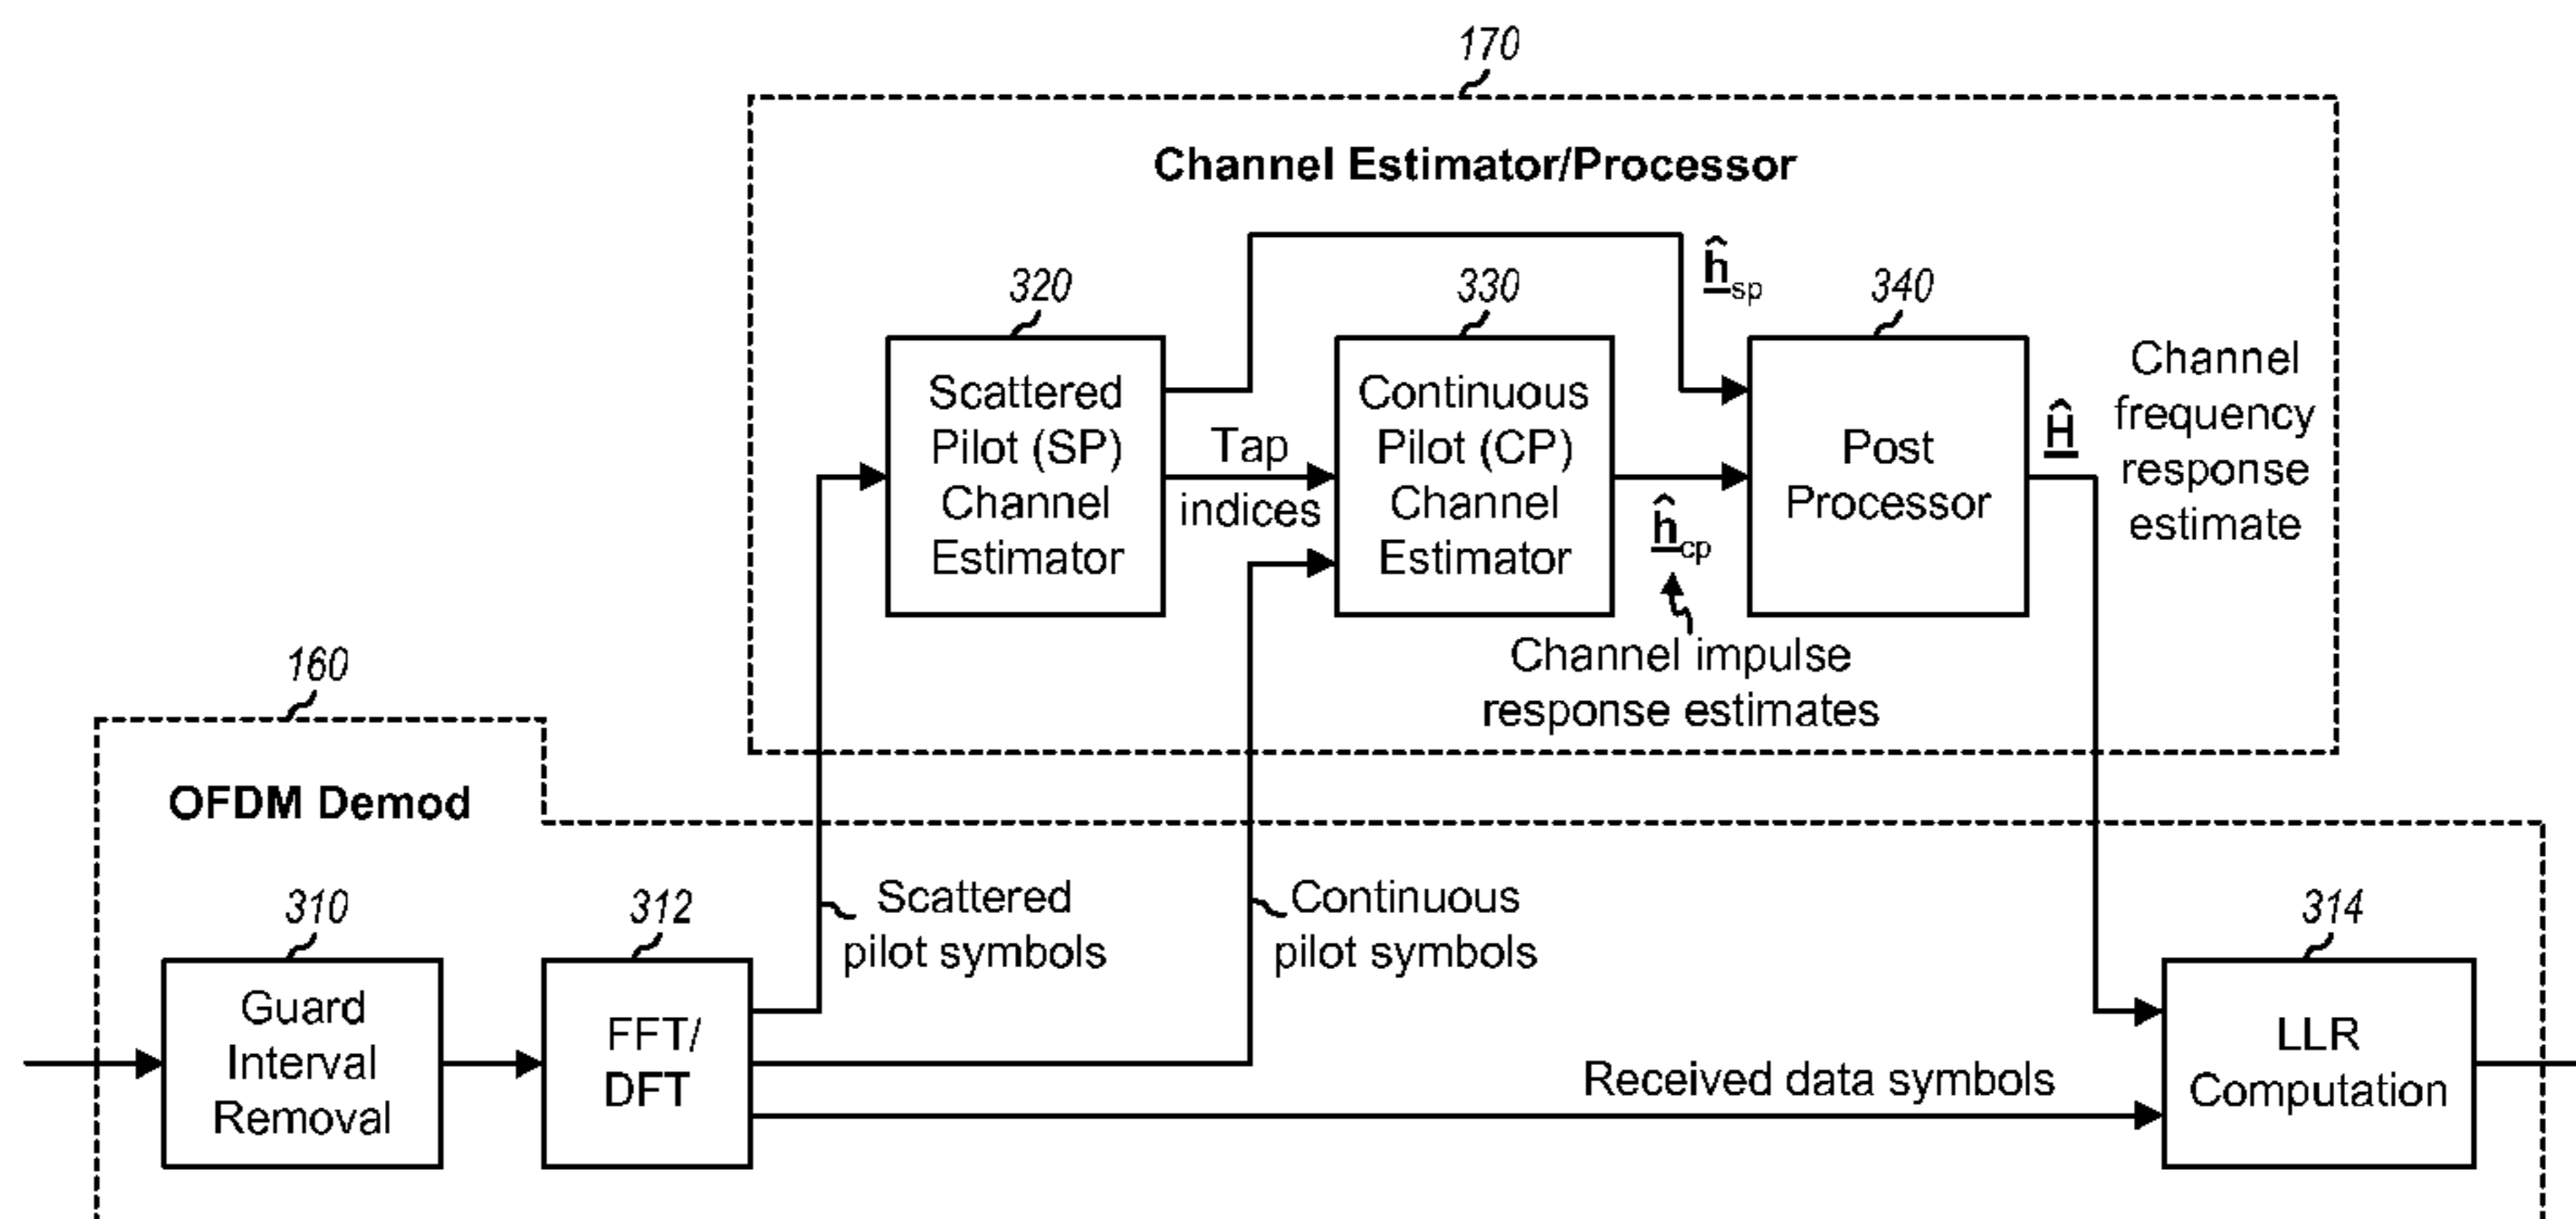 170
Channel Estimator/Processor
320
330
ĥsp
340
Scattered
Pilot (SP)
Channel
Estimator
Tap
indices
Continuous
Pilot (CP)
Channel
Estimator
ĥcp
Post
Processor
Ĥ
Channel
frequency
response
estimate
Channel impulse
response estimates
160
OFDM Demod
310
Guard
Interval
Removal
312
FFT/
DFT
Scattered
pilot symbols
Continuous
pilot symbols
Received data symbols
314
LLR
Computation